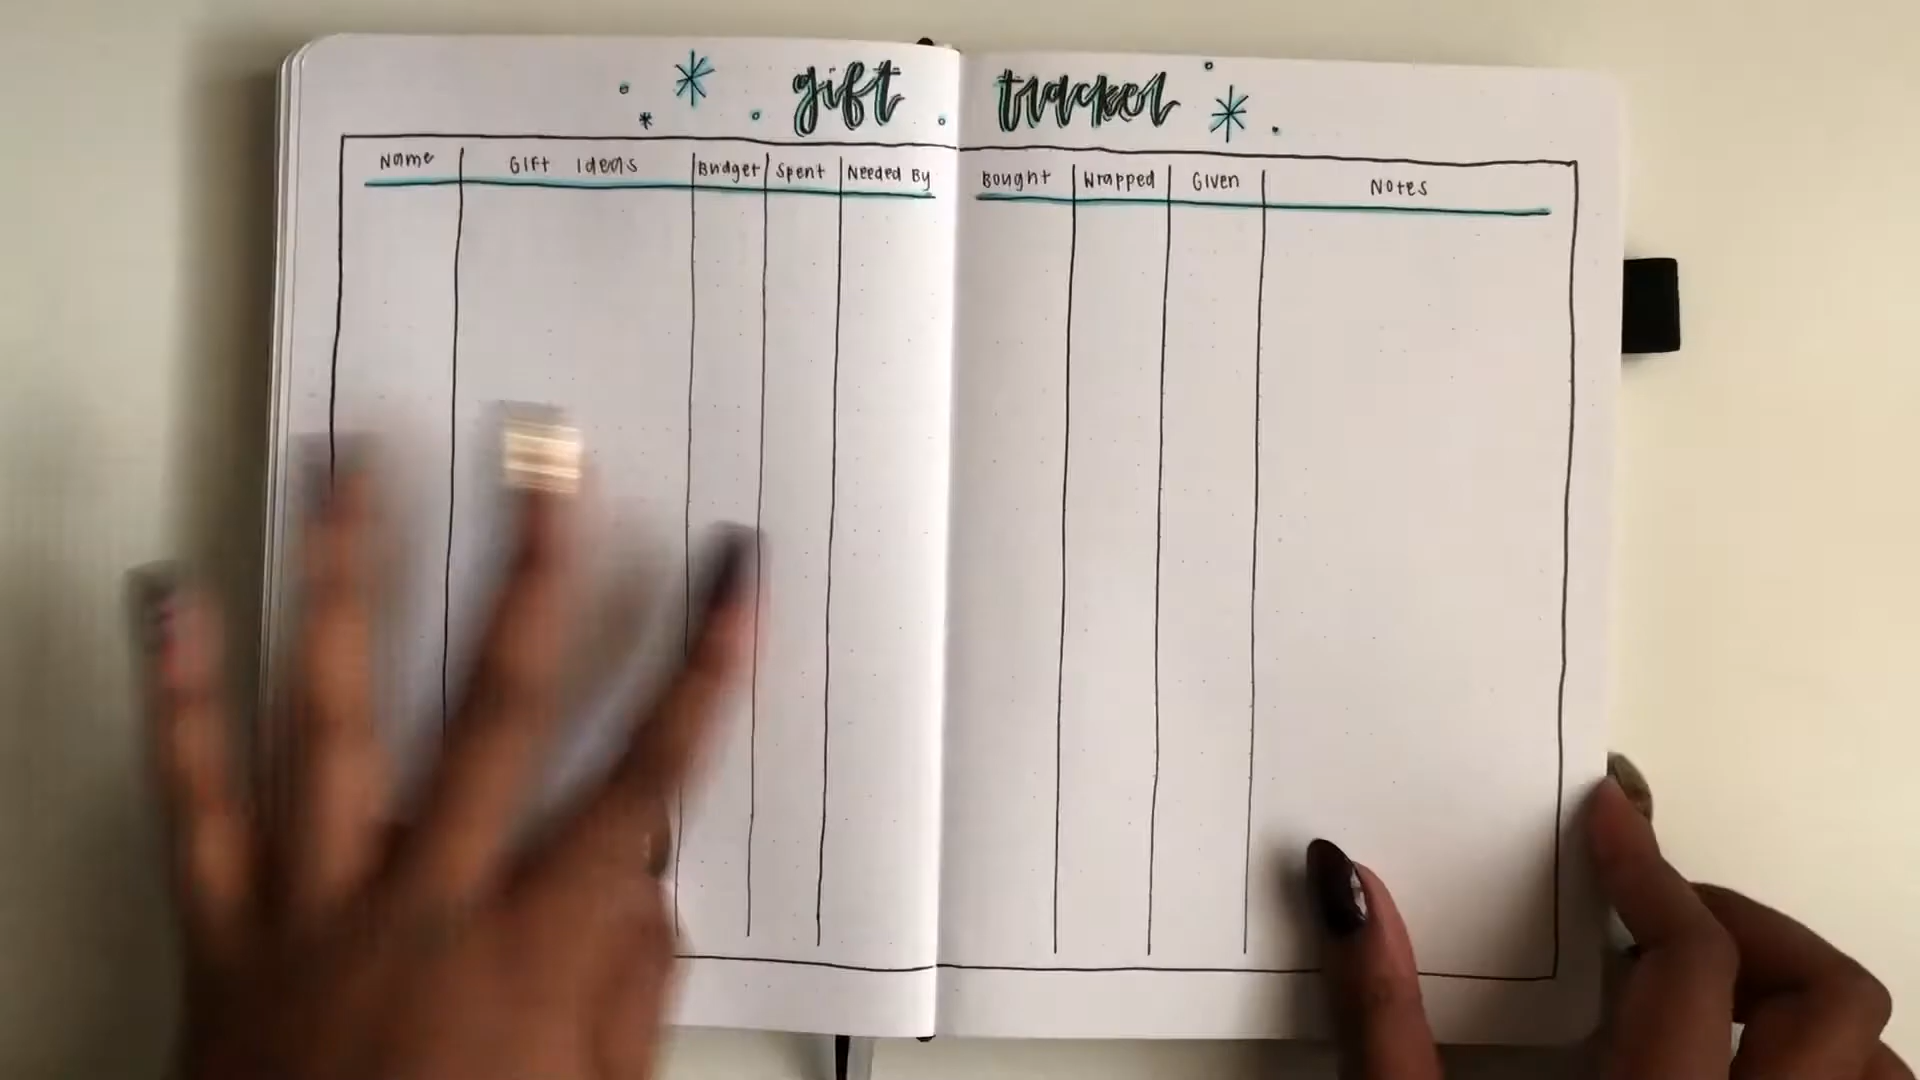 gift tracker
Name Gift Ideas Budget Spent Needed By Bought Wrapped Given Notes